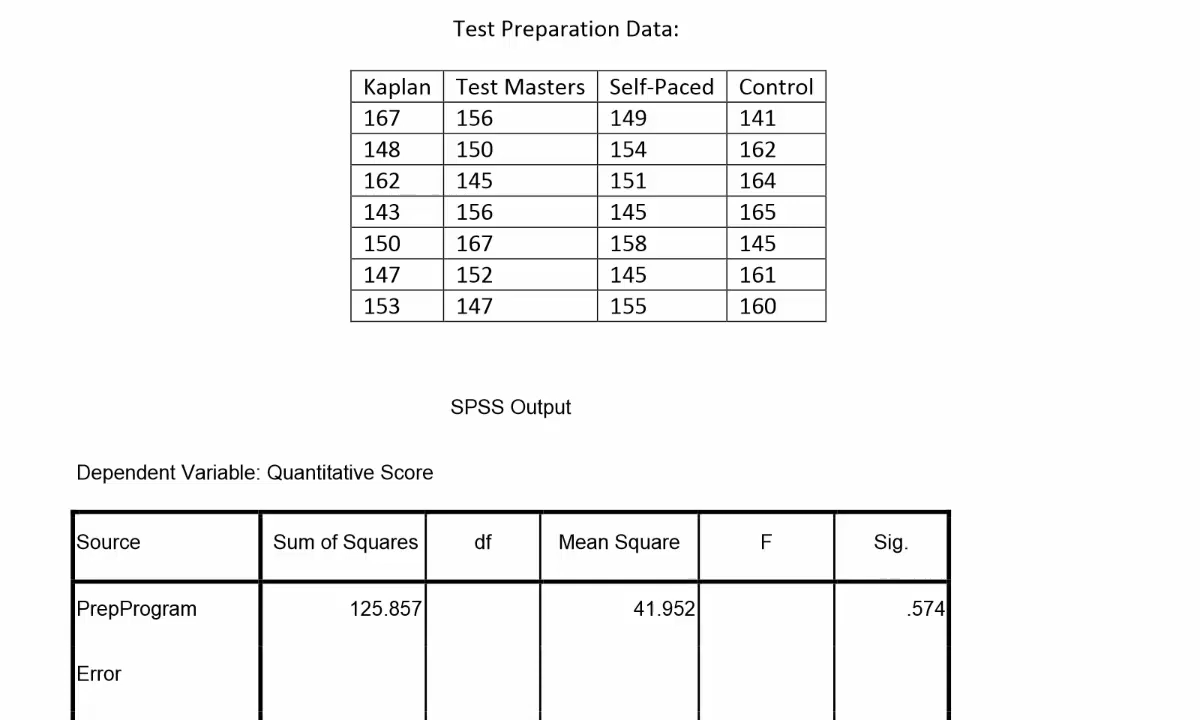 Test Preparation Data:
Kaplan Test Masters Self-Paced Control
167 156 149 141
148 150 154 162
162 145 151 164
143 156 145 165
150 167 158 145
147 152 145 161
153 147 155 160
SPSS Output
Dependent Variable: Quantitative Score
Source Sum of Squares df Mean Square F Sig.
PrepProgram 125.857 41.952 .574
Error